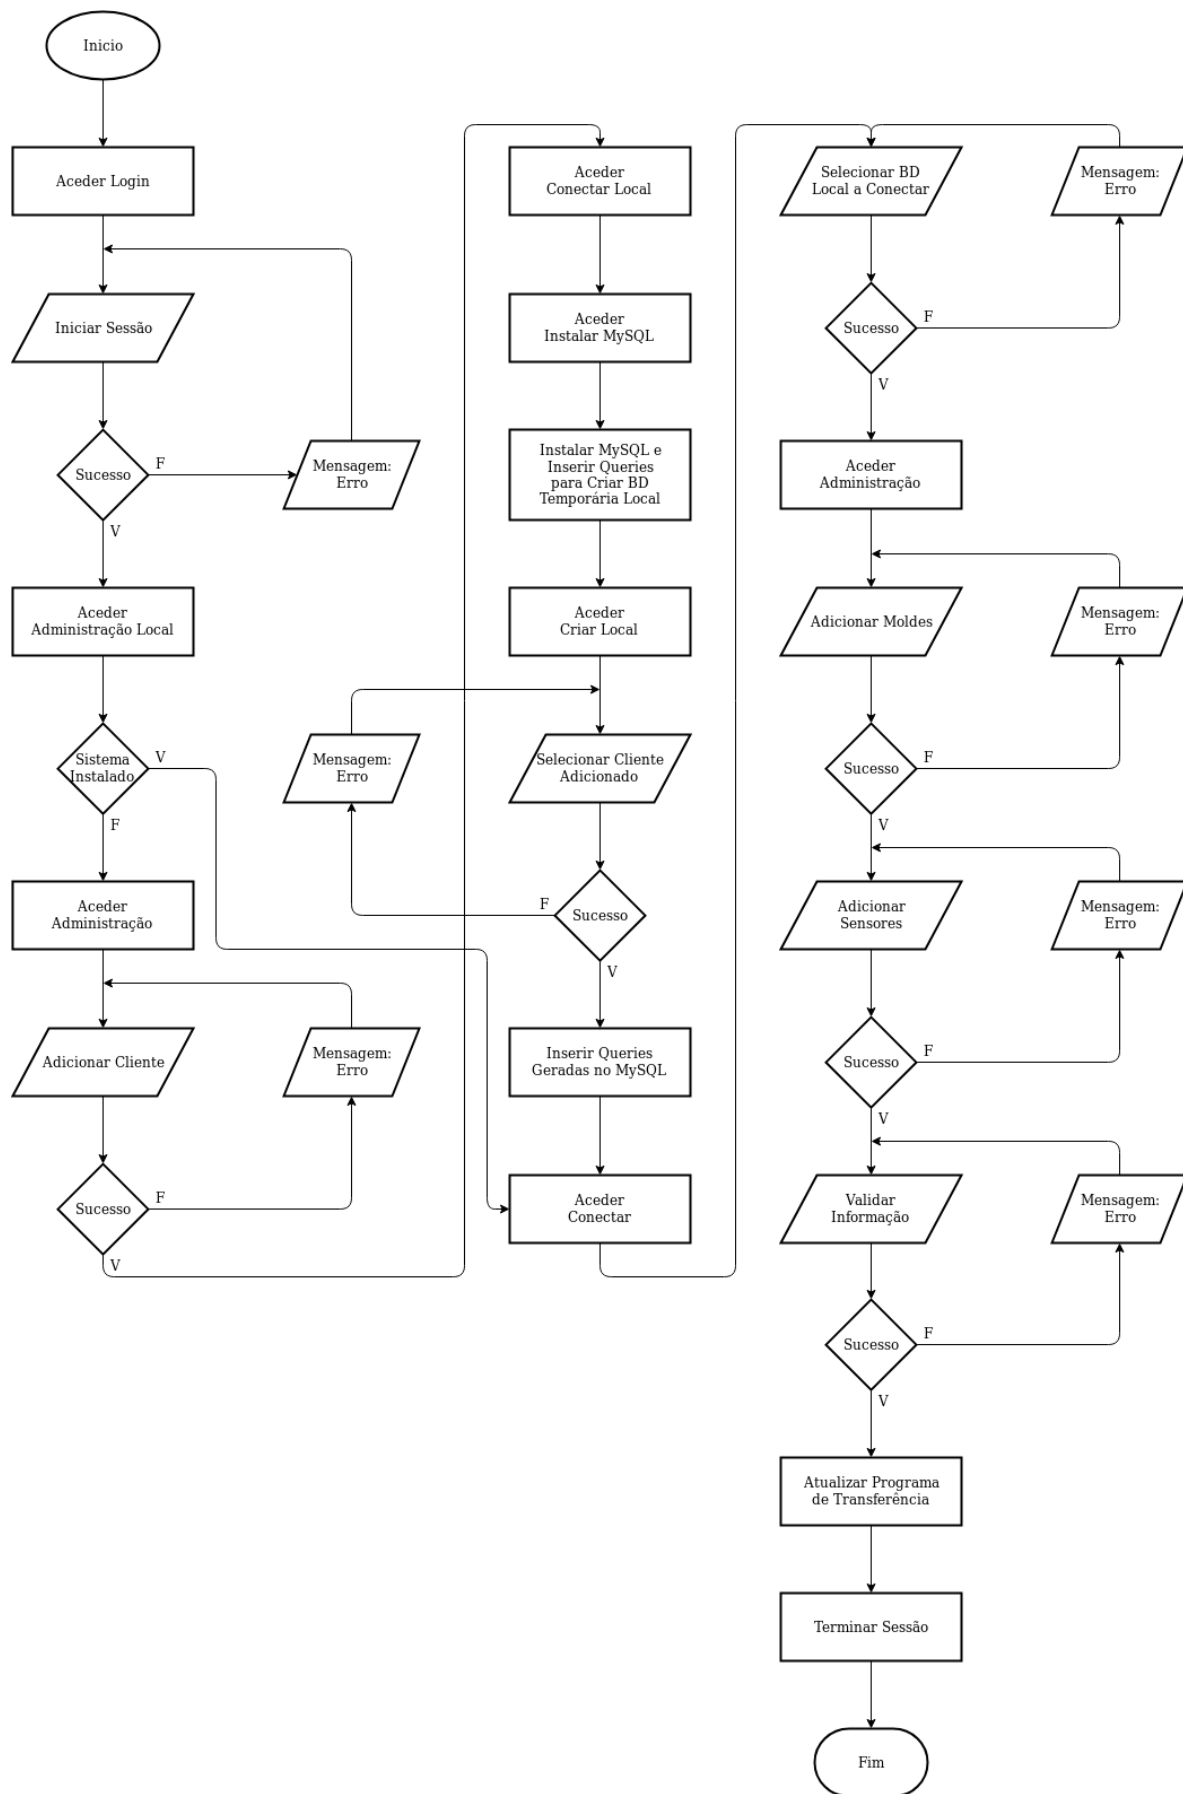 Inicio
Aceder Login
Iniciar Sessão
Sucesso
F
Mensagem:
Erro
V
Aceder
Administração Local
Sistema
Instalado
V
F
Aceder
Administração
Adicionar Cliente
Mensagem:
Erro
Sucesso
F
V
Aceder
Conectar Local
Aceder
Instalar MySQL
Instalar MySQL e
Inserir Queries
para Criar BD
Temporária Local
Aceder
Criar Local
Mensagem:
Erro
Selecionar Cliente
Adicionado
F
Sucesso
V
Inserir Queries
Geradas no MySQL
Aceder
Conectar
Selecionar BD
Local a Conectar
Mensagem:
Erro
Sucesso
F
V
Aceder
Administração
Adicionar Moldes
Mensagem:
Erro
Sucesso
F
V
Adicionar
Sensores
Mensagem:
Erro
Sucesso
F
V
Validar
Informação
Mensagem:
Erro
Sucesso
F
V
Atualizar Programa
de Transferência
Terminar Sessão
Fim